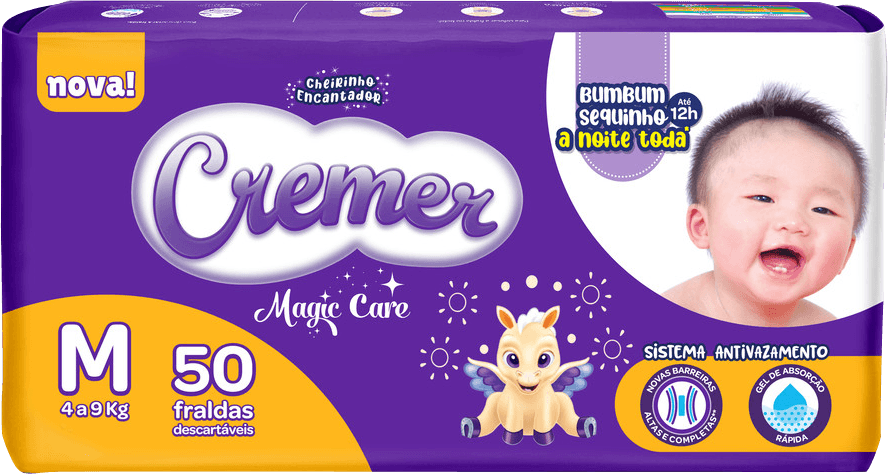 nova!
Cheirinho
Encantador
Cremer
Magic Care
Bumbum
sequinho
Até
12h
a noite toda*
M
4 a 9 Kg
50
fraldas
descartáveis
SISTEMA ANTIVAZAMENTO
NOVAS BARREIRAS
ALTAS E COMPLETAS**
GEL DE ABSORÇÃO
RÁPIDA